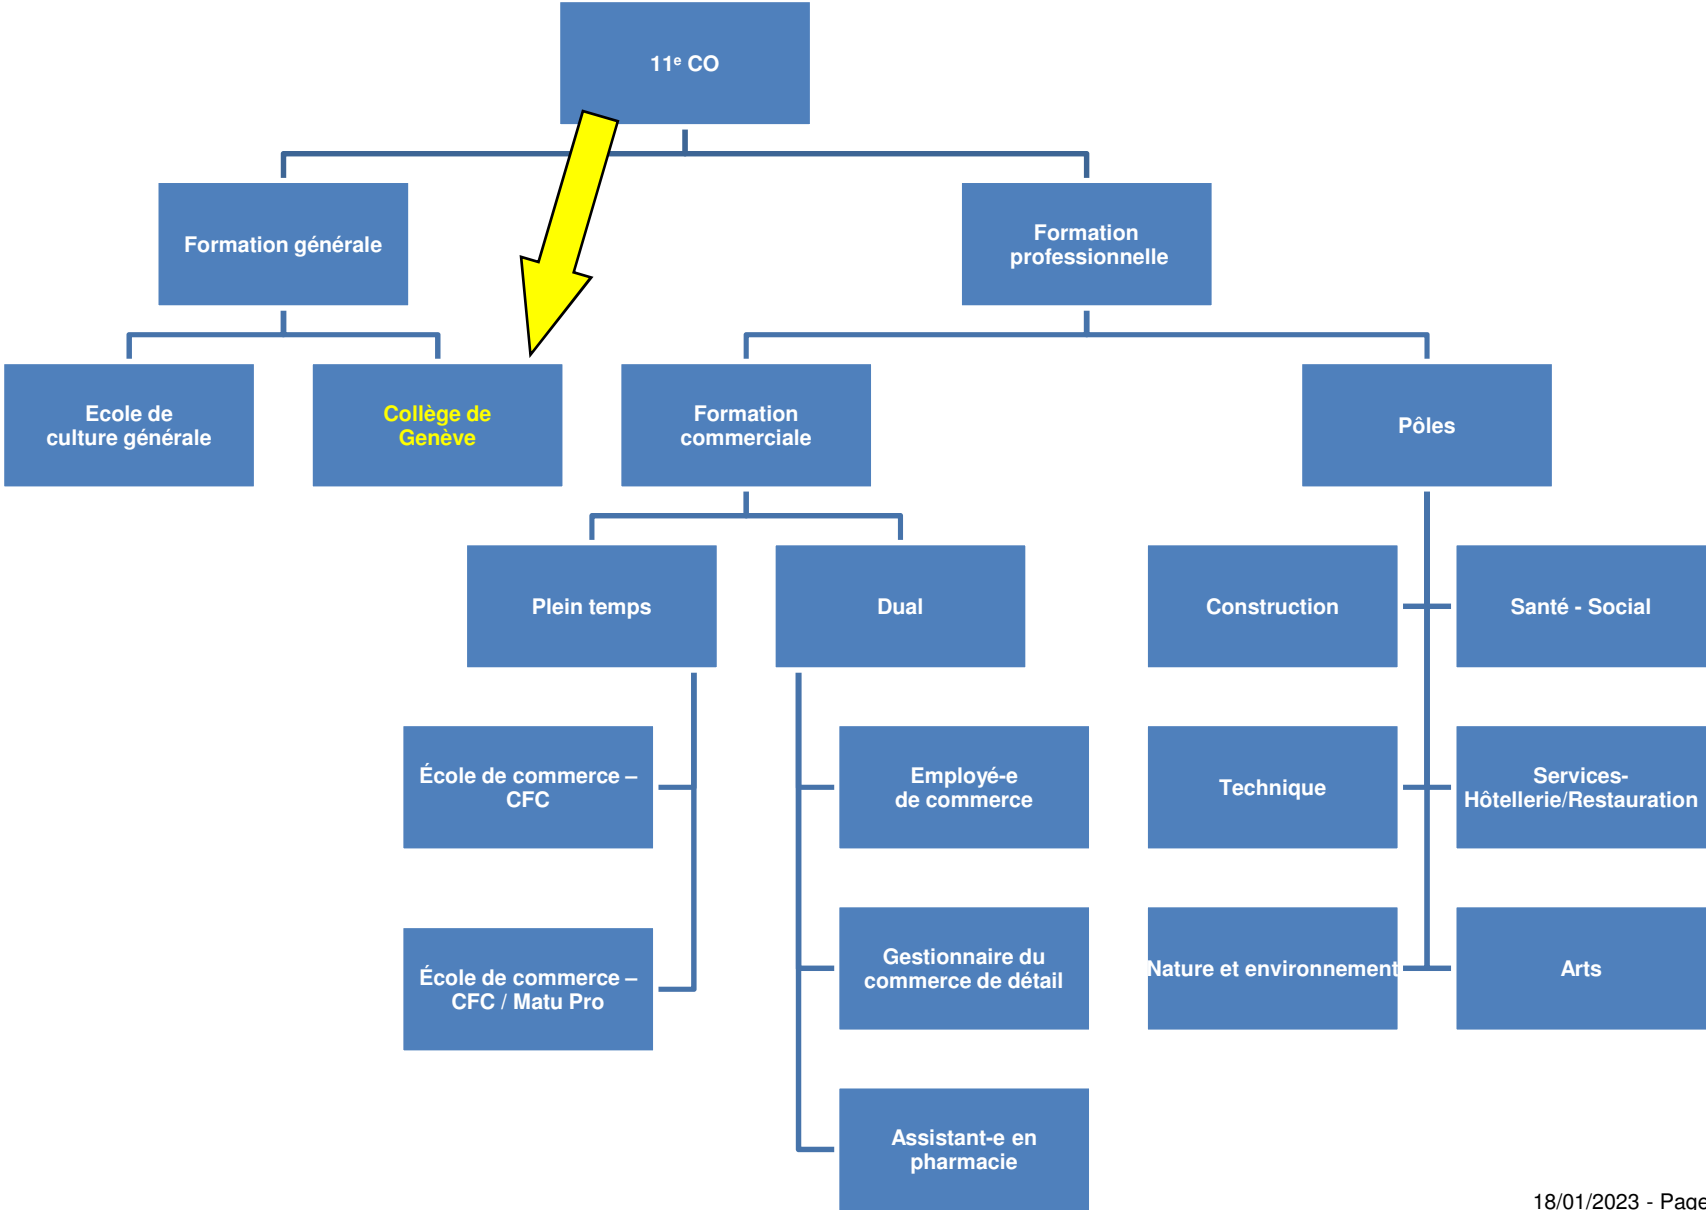 11ᵉ CO
Formation générale
Formation
professionnelle
Ecole de
culture générale
Collège de
Genève
Formation
commerciale
Pôles
Plein temps
Dual
Construction
Santé - Social
École de commerce –
CFC
Employé-e
de commerce
Technique
Services-
Hôtellerie/Restauration
École de commerce –
CFC / Matu Pro
Gestionnaire du
commerce de détail
Nature et environnement
Arts
Assistant-e en
pharmacie
18/01/2023 - Page